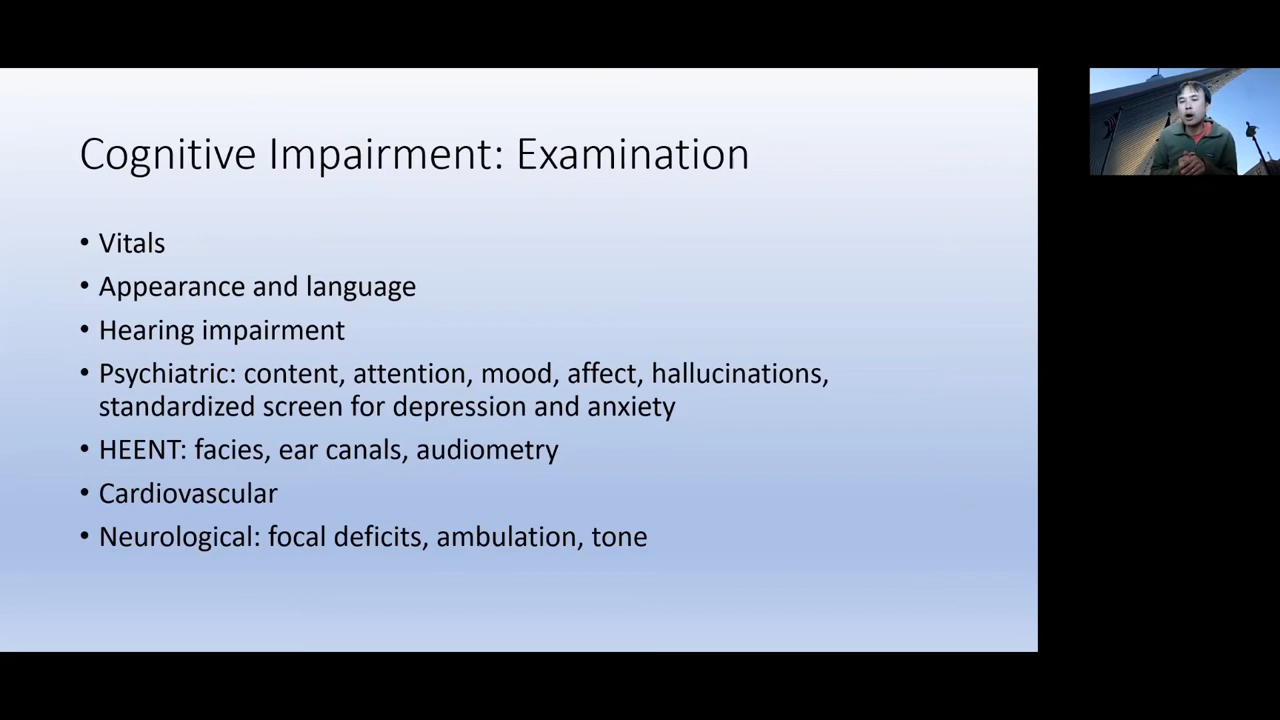 Cognitive Impairment: Examination
• Vitals
• Appearance and language
• Hearing impairment
• Psychiatric: content, attention, mood, affect, hallucinations,
standardized screen for depression and anxiety
• HEENT: facies, ear canals, audiometry
• Cardiovascular
• Neurological: focal deficits, ambulation, tone